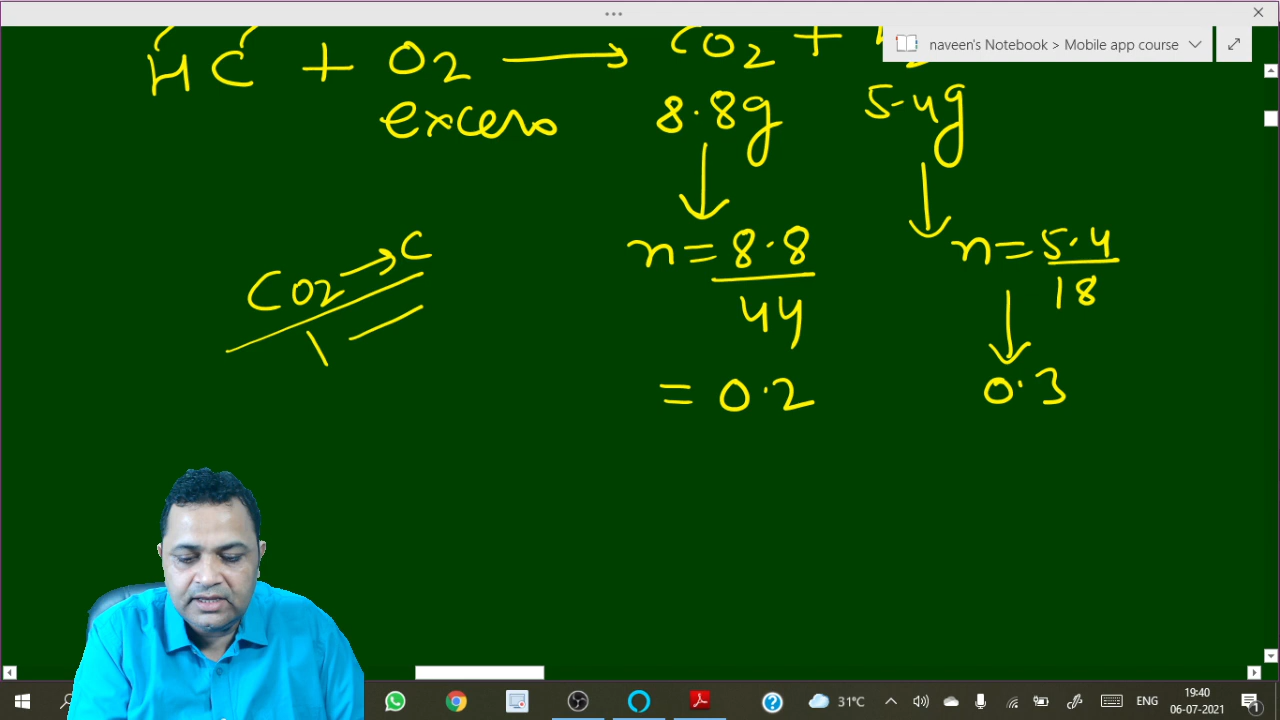 naveen's Notebook > Mobile app course
HC + O2 ⟶ CO2 +
excess 8.8g 5.4g
CO2 → C
1
n = 8.8/44 n = 5.4/18
= 0.2 0.3
31°C ENG 19:40
06-07-2021 1